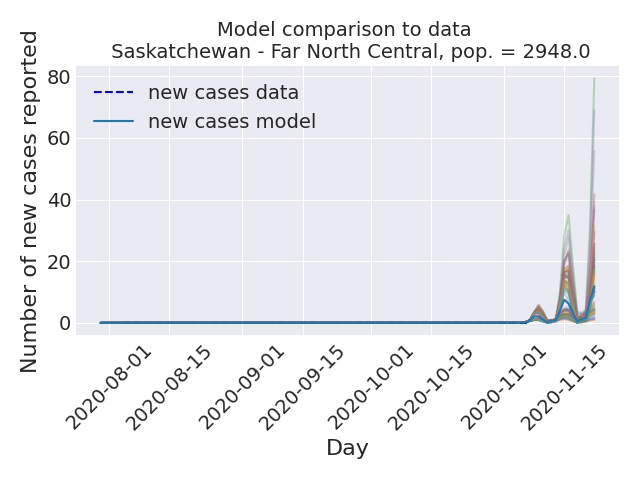 Model comparison to data
Saskatchewan - Far North Central, pop. = 2948.0
Number of new cases reported
80
60
40
20
0
new cases data
new cases model
2020-08-01
2020-08-15
2020-09-01
2020-09-15
2020-10-01
2020-10-15
2020-11-01
2020-11-15
Day